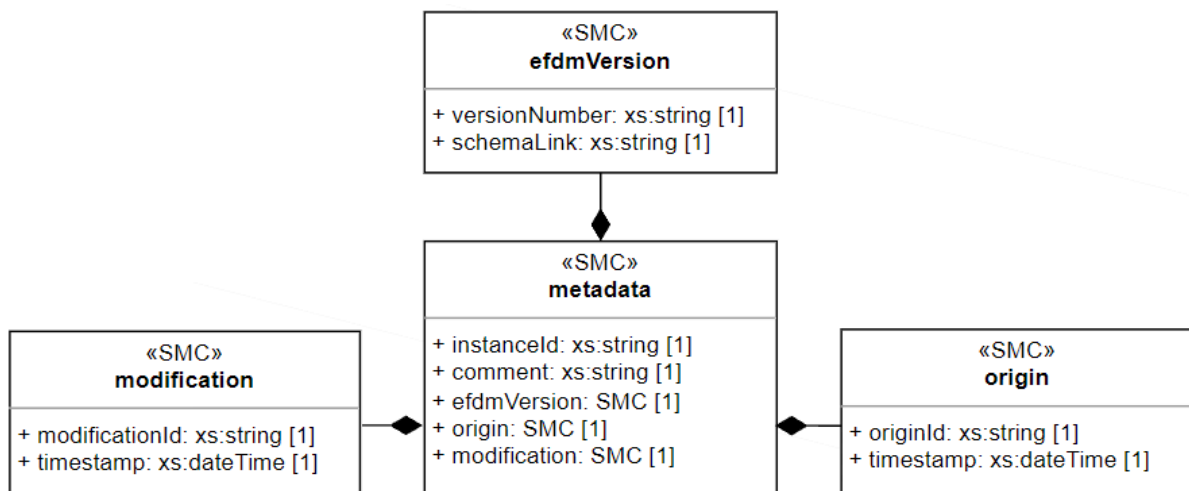 «SMC»
efdmVersion
+ versionNumber: xs:string [1]
+ schemaLink: xs:string [1]
«SMC»
metadata
+ instanceId: xs:string [1]
+ comment: xs:string [1]
+ efdmVersion: SMC [1]
+ origin: SMC [1]
+ modification: SMC [1]
«SMC»
modification
+ modificationId: xs:string [1]
+ timestamp: xs:dateTime [1]
«SMC»
origin
+ originId: xs:string [1]
+ timestamp: xs:dateTime [1]